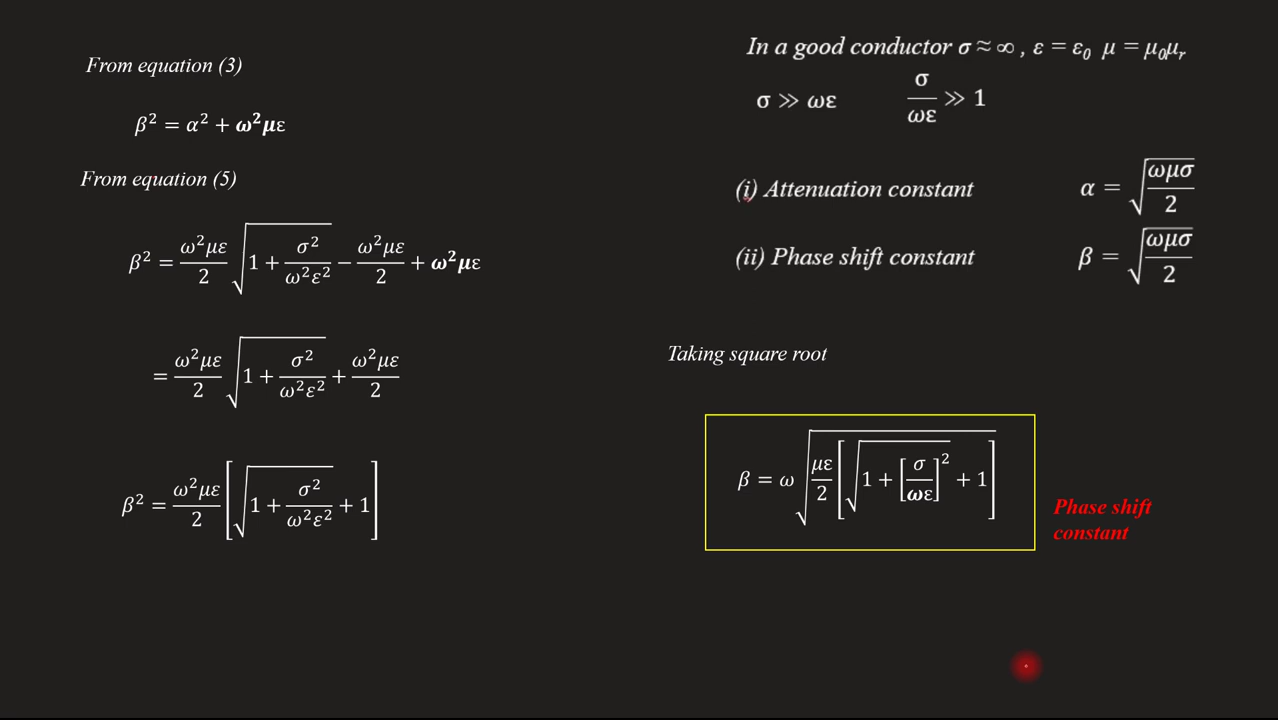 From equation (3)
β² = α² + ω²με
From equation (5)
β² = ω²με/2 √(1 + σ²/ω²ε²) − ω²με/2 + ω²με
= ω²με/2 √(1 + σ²/ω²ε²) + ω²με/2
β² = ω²με/2 [√(1 + σ²/ω²ε²) + 1]
In a good conductor σ ≈ ∞ , ε = ε₀ μ = μ₀μᵣ
σ ≫ ωε σ/ωε ≫ 1
(i) Attenuation constant α = √(ωμσ/2)
(ii) Phase shift constant β = √(ωμσ/2)
Taking square root
β = ω √(με/2 [√(1 + [σ/ωε]²) + 1])
Phase shift
constant